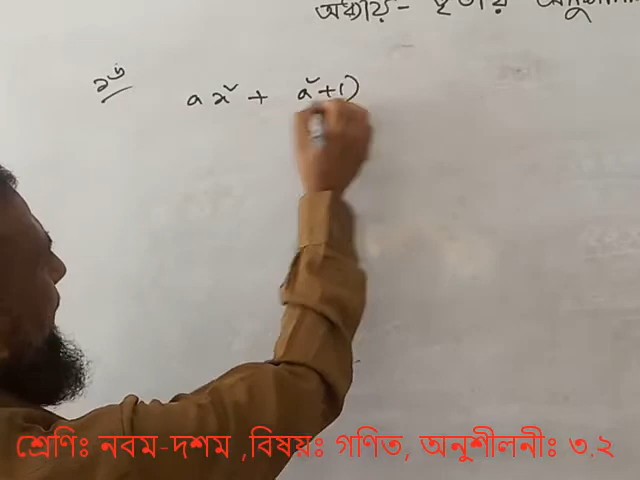 অধ্যায়- তৃতীয়
২৬
ax² + a²+1)
শ্রেণিঃ নবম-দশম ,বিষয়ঃ গণিত, অনুশীলনীঃ ৩.২